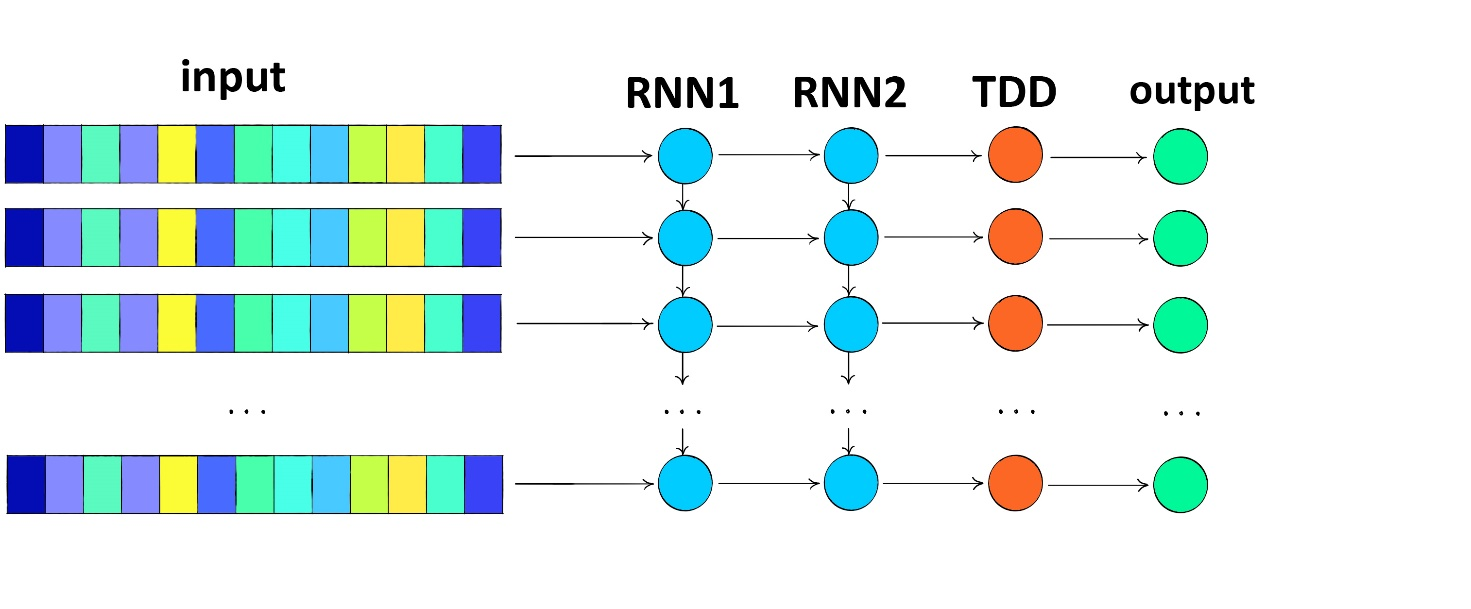 input RNN1 RNN2 TDD output
... ... ... ... ...